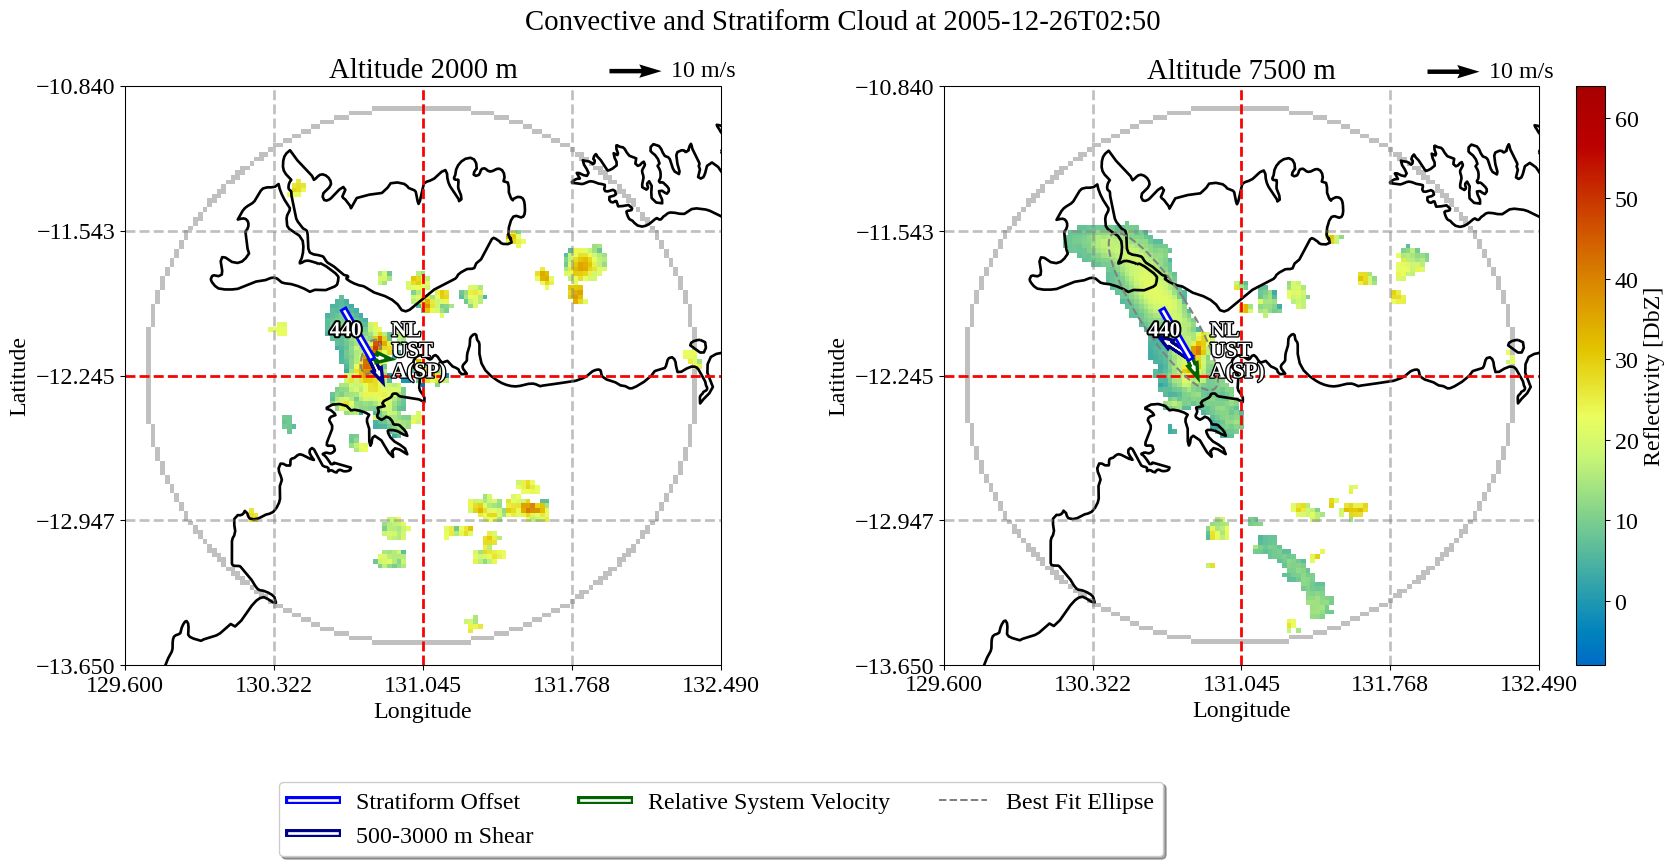 Convective and Stratiform Cloud at 2005-12-26T02:50
Altitude 2000 m
10 m/s
−10.840
−11.543
−12.245
−12.947
−13.650
Latitude
129.600
130.322
131.045
131.768
132.490
Longitude
440
NL
UST
A(SP)
Altitude 7500 m
10 m/s
−10.840
−11.543
−12.245
−12.947
−13.650
Latitude
129.600
130.322
131.045
131.768
132.490
Longitude
440
NL
UST
A(SP)
60
50
40
30
20
10
0
Reflectivity [DbZ]
Stratiform Offset
500-3000 m Shear
Relative System Velocity
Best Fit Ellipse